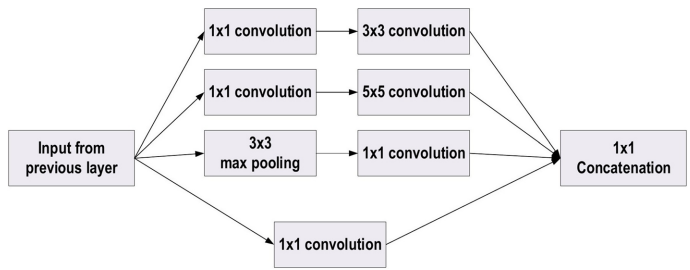 1x1 convolution
3x3 convolution
1x1 convolution
5x5 convolution
Input from
previous layer
3x3
max pooling
1x1 convolution
1x1
Concatenation
1x1 convolution